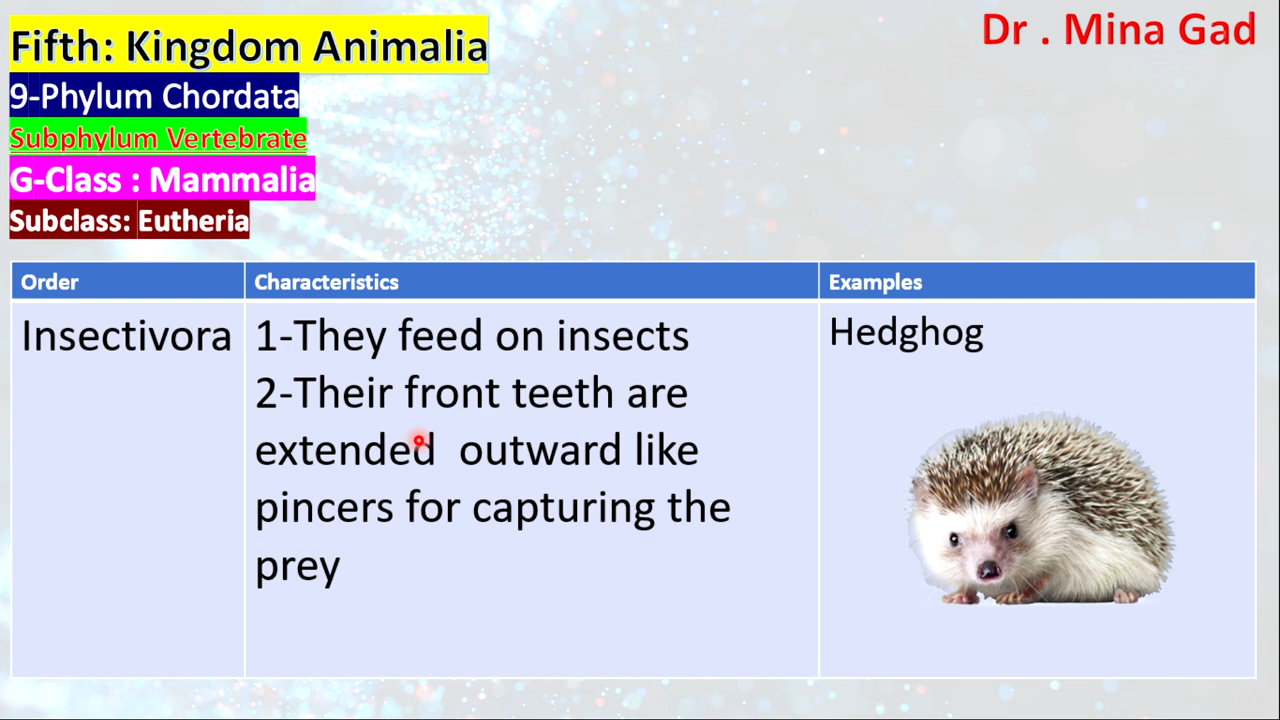 Fifth: Kingdom Animalia
Dr . Mina Gad
9-Phylum Chordata
Subphylum Vertebrate
G-Class : Mammalia
Subclass: Eutheria
Order
Characteristics
Examples
Insectivora
1-They feed on insects
2-Their front teeth are
extended outward like
pincers for capturing the
prey
Hedghog